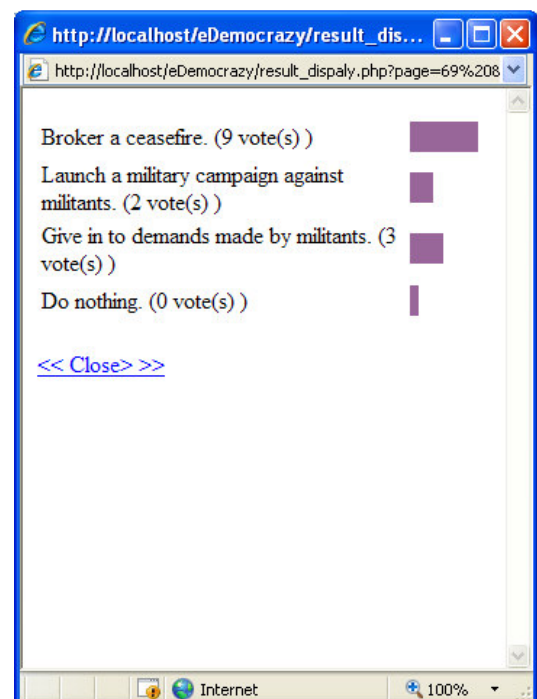 http://localhost/eDemocrazy/result_dis...
http://localhost/eDemocrazy/result_dispaly.php?page=69%208
Broker a ceasefire. (9 vote(s) )
Launch a military campaign against
militants. (2 vote(s) )
Give in to demands made by militants. (3
vote(s) )
Do nothing. (0 vote(s) )
<< Close> >>
Internet
100%